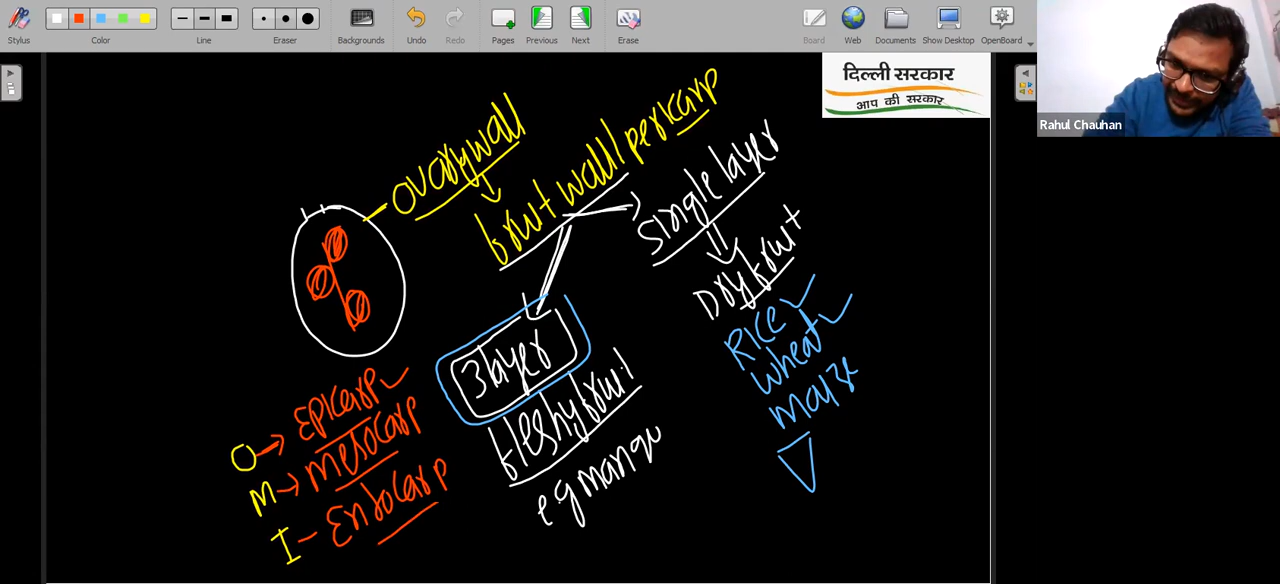 Stylus
Color
Line
Eraser
Backgrounds
Undo
Redo
Pages
Previous
Next
Erase
Board
Web
Documents
Show Desktop
OpenBoard
दिल्ली सरकार
आप की सरकार
Rahul Chauhan
ovary wall
fruit wall/perikarp
single layer
Dry fruit
Rice
wheat
maize
3 layer
fleshy fruit
eg mango
O → Epicarp
M → mesocarp
I - Endocarp